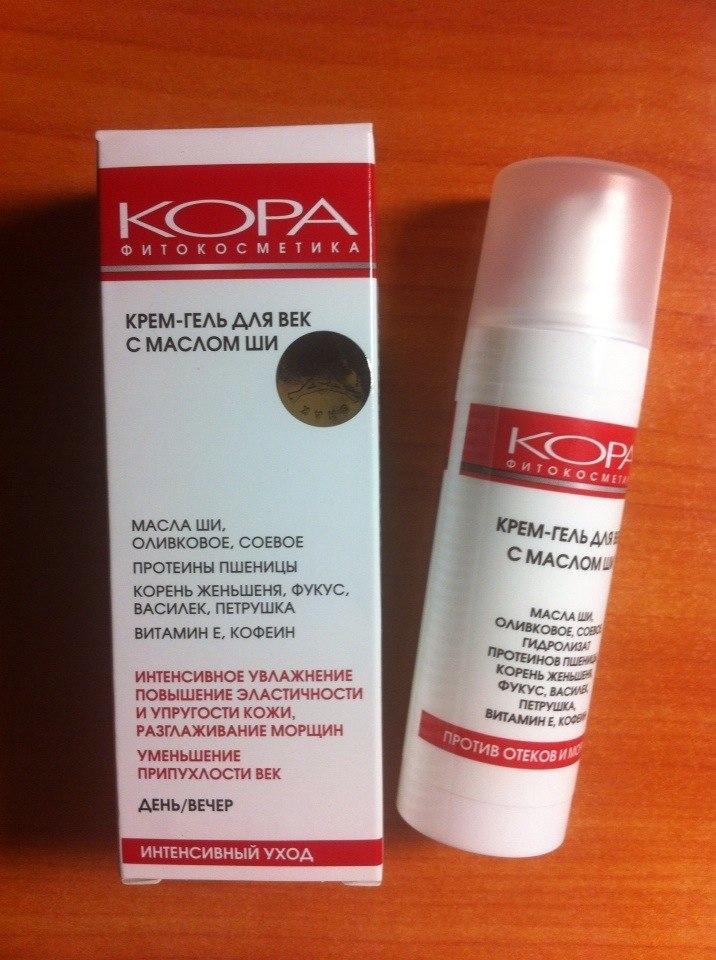 КОРА
ФИТОКОСМЕТИКА
КРЕМ-ГЕЛЬ ДЛЯ ВЕК
С МАСЛОМ ШИ
МАСЛА ШИ,
ОЛИВКОВОЕ, СОЕВОЕ
ПРОТЕИНЫ ПШЕНИЦЫ
КОРЕНЬ ЖЕНЬШЕНЯ, ФУКУС,
ВАСИЛЕК, ПЕТРУШКА
ВИТАМИН Е, КОФЕИН
ИНТЕНСИВНОЕ УВЛАЖНЕНИЕ
ПОВЫШЕНИЕ ЭЛАСТИЧНОСТИ
И УПРУГОСТИ КОЖИ,
РАЗГЛАЖИВАНИЕ МОРЩИН
УМЕНЬШЕНИЕ
ПРИПУХЛОСТИ ВЕК
ДЕНЬ/ВЕЧЕР
ИНТЕНСИВНЫЙ УХОД
КОРА
ФИТОКОСМЕТИ
КРЕМ-ГЕЛЬ ДЛЯ
С МАСЛОМ ШИ
МАСЛА ШИ,
ОЛИВКОВОЕ, СОЕВОЕ
ГИДРОЛИЗАТ
ПРОТЕИНОВ ПШЕНИЦЫ
КОРЕНЬ ЖЕНЬШЕНЯ
ФУКУС, ВАСИЛЕК,
ПЕТРУШКА,
ВИТАМИН Е, КОФЕИН
ПРОТИВ ОТЕКОВ И